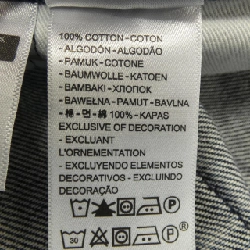 100% COTTON-COTON
- ALGODÓN - ALGODÃO
- PAMUK - COTONE
- BAUMWOLLE - KATOEN
- BAMBAKI - ХЛОПОК
- BAWEŁNA - PAMUT - BAVLNA
- 棉 - 면 - 綿 100% - KAPAS
EXCLUSIVE OF DECORATION
- EXCLUANT
L'ORNEMENTATION
- EXCLUYENDO ELEMENTOS
DECORATIVOS - EXCLUINDO
DECORAÇÃO
P
30 P